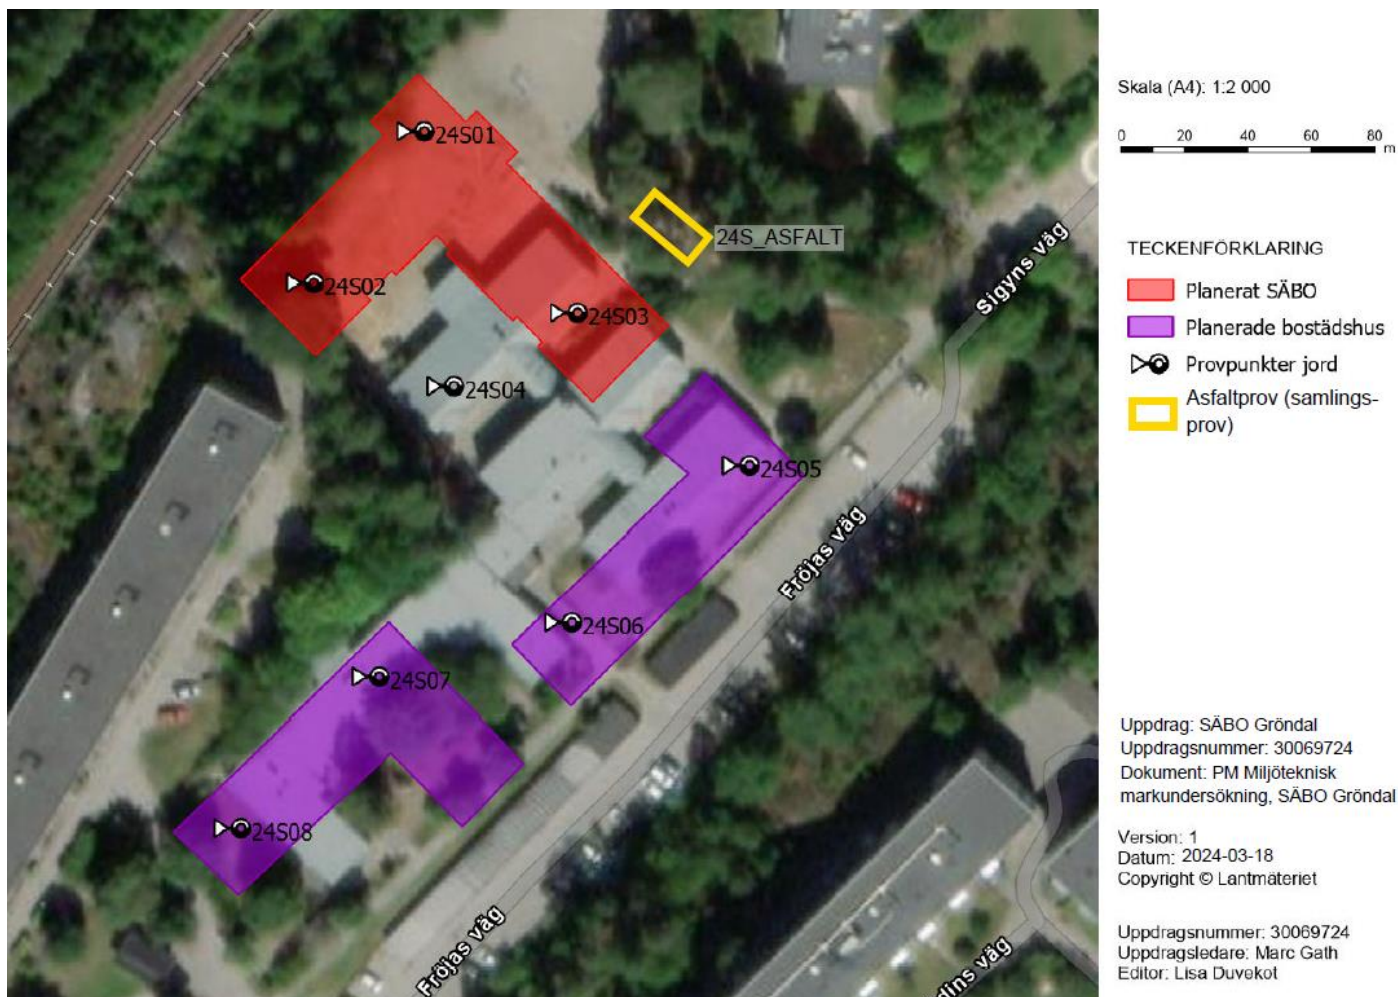 24S01
24S_ASFALT
24S02
24S03
24S04
24S05
24S06
24S07
24S08
Sigyns väg
Fröjas väg
Fröjas väg
dins väg
Skala (A4): 1:2 000
0 20 40 60 80
m
TECKENFÖRKLARING
Planerat SÄBO
Planerade bostädshus
Provpunkter jord
Asfaltprov (samlings-
prov)
Uppdrag: SÄBO Gröndal
Uppdragsnummer: 30069724
Dokument: PM Miljöteknisk
markundersökning, SÄBO Gröndal
Version: 1
Datum: 2024-03-18
Copyright © Lantmäteriet
Uppdragsnummer: 30069724
Uppdragsledare: Marc Gath
Editor: Lisa Duvekot